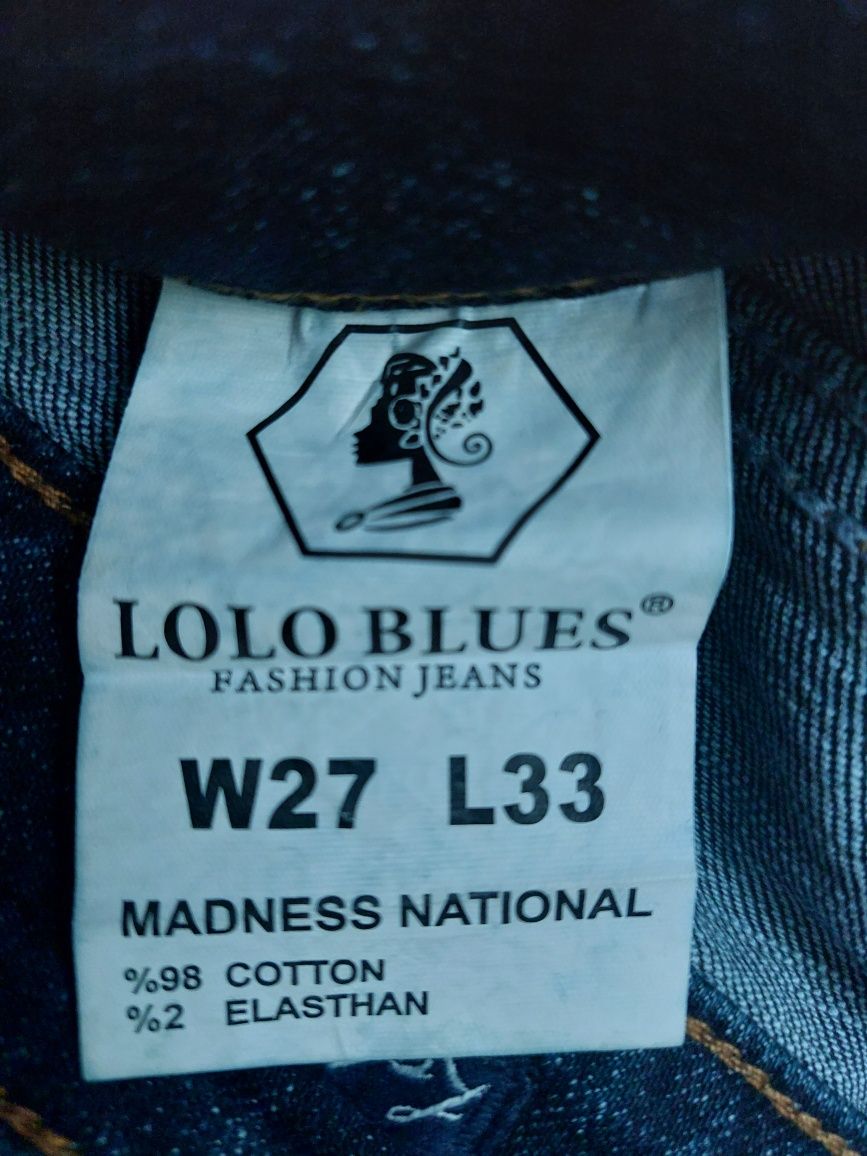 LOLO BLUES®
FASHION JEANS
W27 L33
MADNESS NATIONAL
%98 COTTON
%2 ELASTHAN